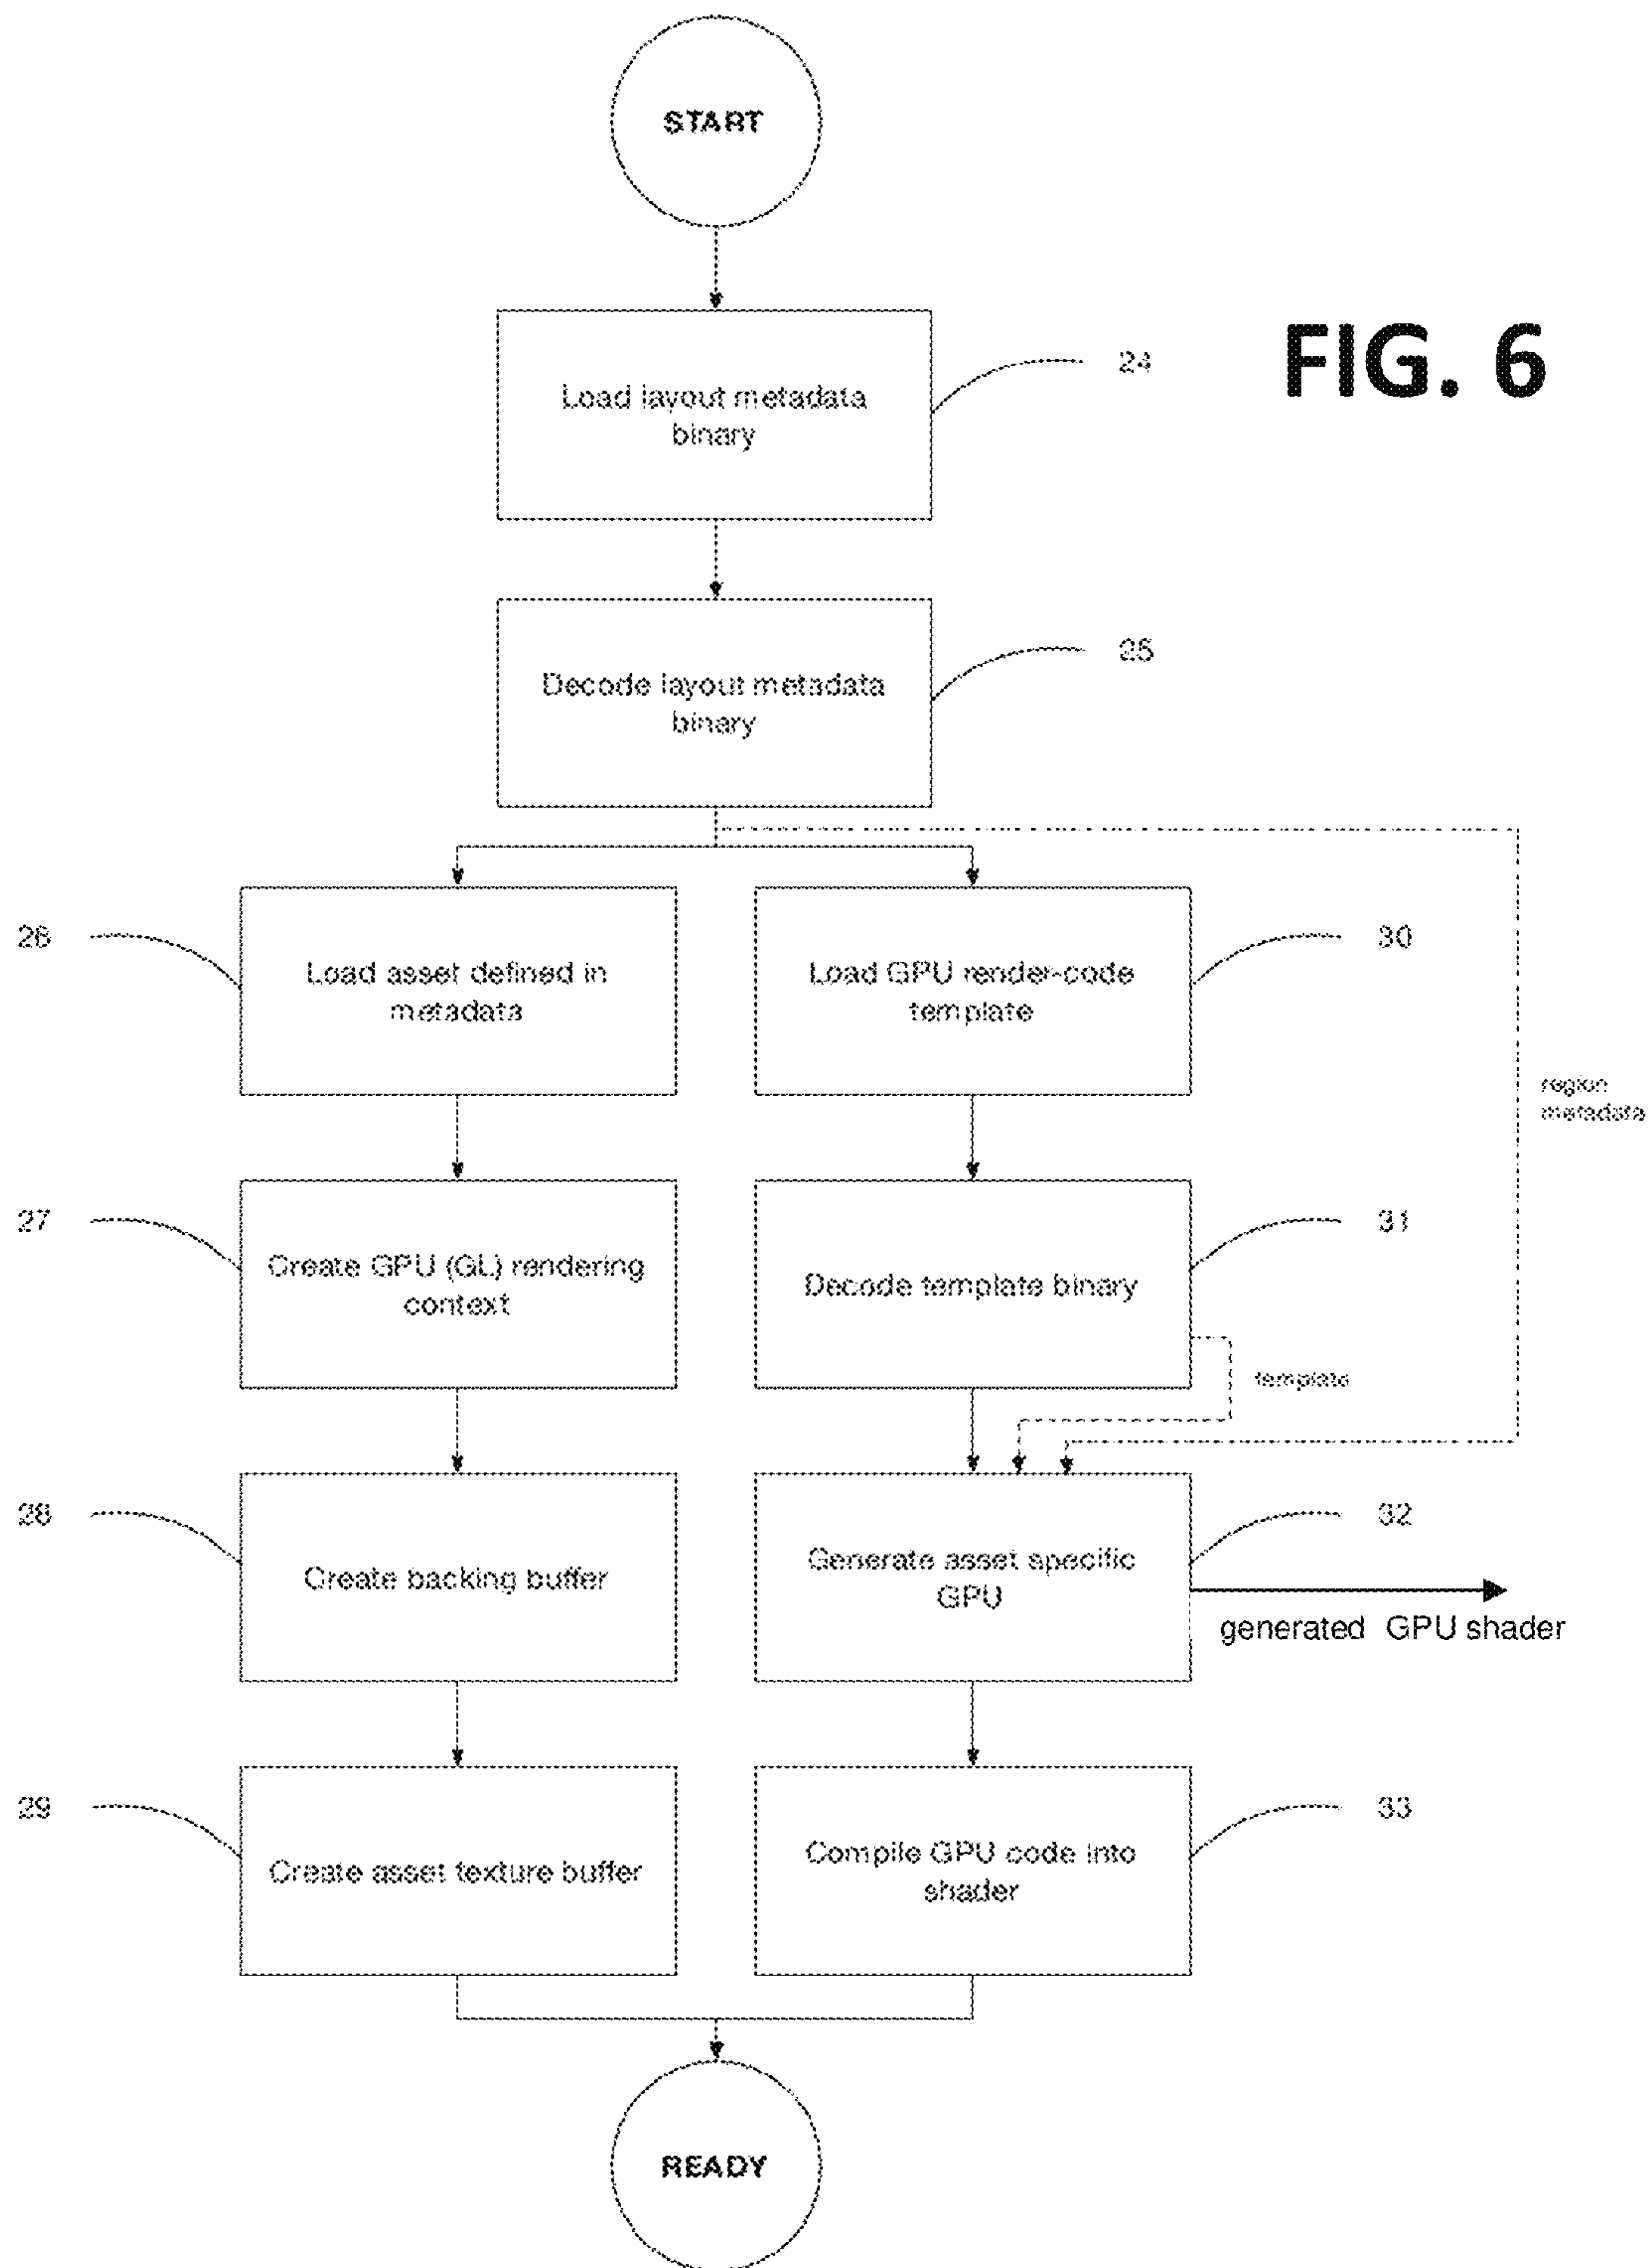 START
FIG. 6
24
Load layout metadata
binary
25
Decode layout metadata
binary
26
Load asset defined in
metadata
30
Load GPU render-code
template
region
metadata
27
Create GPU (GL) rendering
context
31
Decode template binary
template
28
Create backing buffer
32
Generate asset specific
GPU
generated GPU shader
29
Create asset texture buffer
33
Compile GPU code into
shader
READY